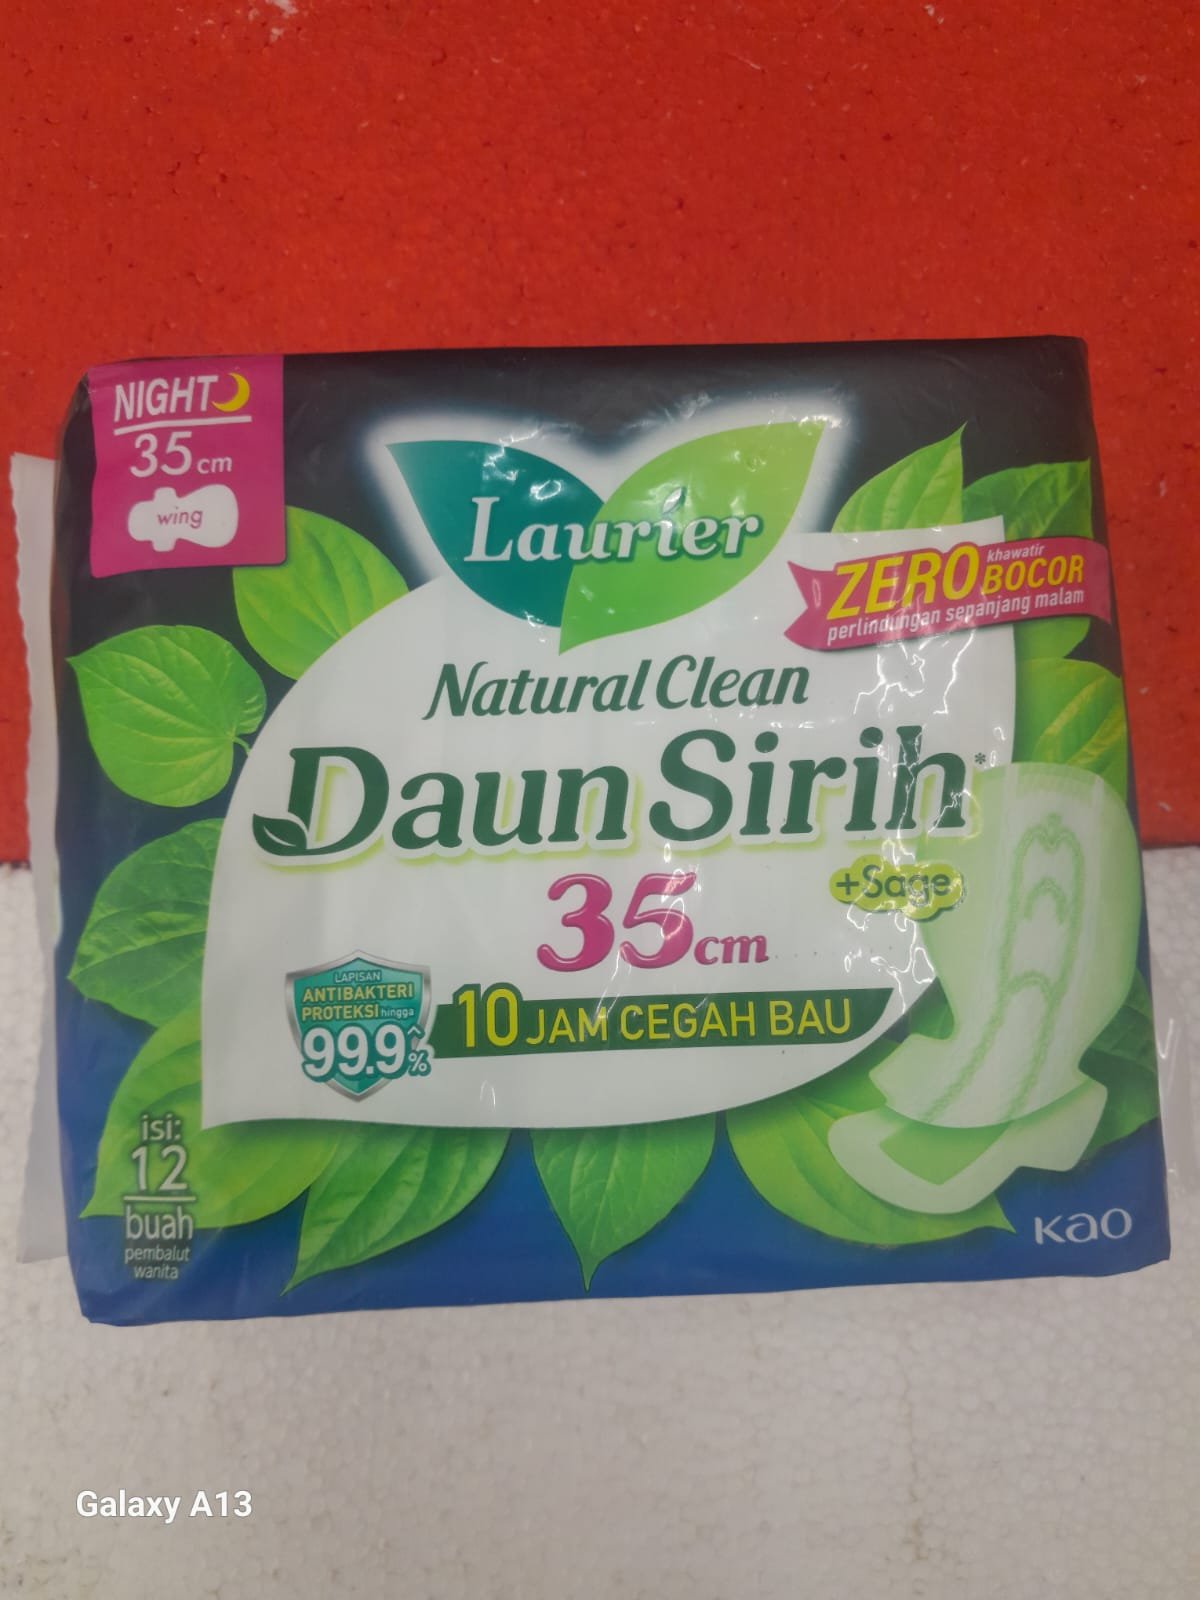 NIGHT
35 cm
wing
Laurier
ZERO khawatir BOCOR
perlindungan sepanjang malam
Natural Clean
Daun Sirih*
+Sage
35cm
LAPISAN
ANTIBAKTERI
PROTEKSI hingga
99.9%
10 JAM CEGAH BAU
isi:
12
buah
pembalut
wanita
Kao
Galaxy A13